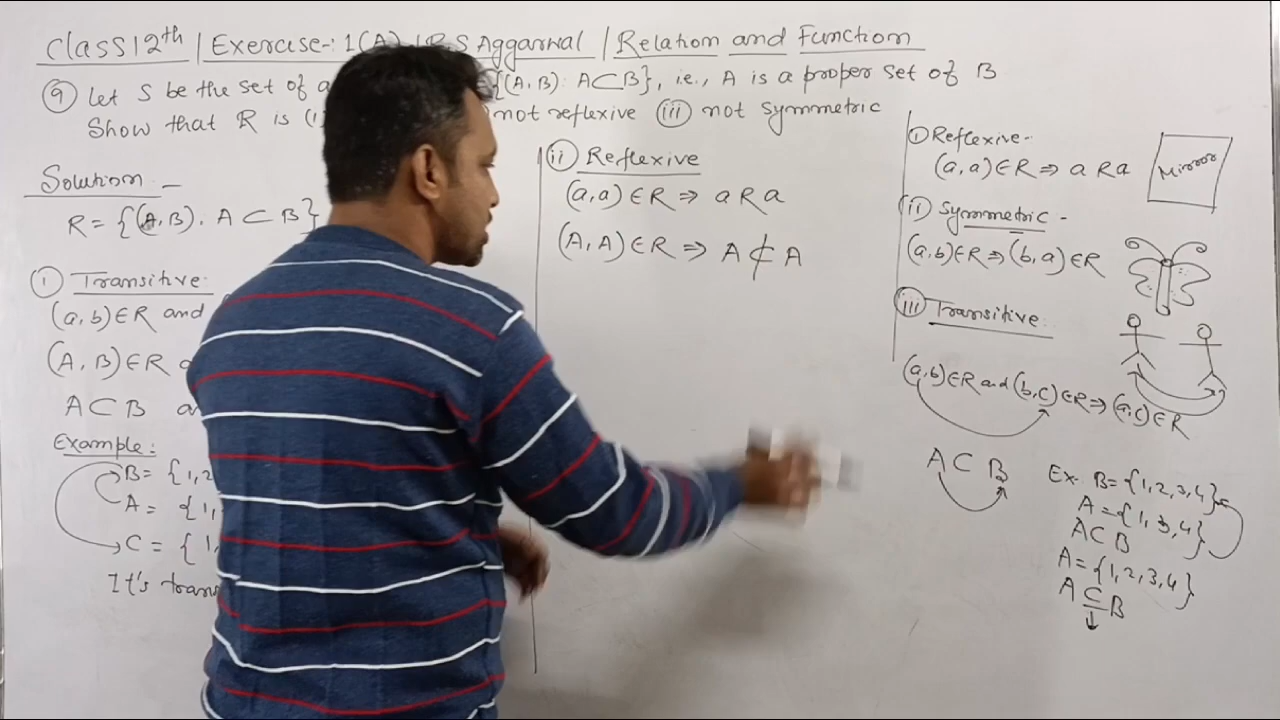 Class 12th | Exercise-: 1(A) | R.S Aggarwal | Relation and Function
9 Let S be the set of {(A, B): A⊂B}, i.e., A is a proper set of B
Show that R is (i) not reflexive (iii) not symmetric
Solution -
R = {(A, B). A ⊂ B}
(i) Transitive:
(a, b) ∈ R and
(A, B) ∈ R
A ⊂ B
Example:
B = {1, 2
A = {1,
C = {1,
It's trans
ii Reflexive
(a, a) ∈ R ⇒ a R a
(A, A) ∈ R ⇒ A ⊄ A
(i) Reflexive-
(a, a) ∈ R ⇒ a R a
Mirror
(ii) Symmetric -
(a, b) ∈ R ⇒ (b, a) ∈ R
(iii) Transitive:
(a, b) ∈ R and (b, c) ∈ R ⇒ (a, c) ∈ R
A ⊂ B
Ex- B = {1, 2, 3, 4}
A = {1, 3, 4}
A ⊂ B
A = {1, 2, 3, 4}
A ⊆ B